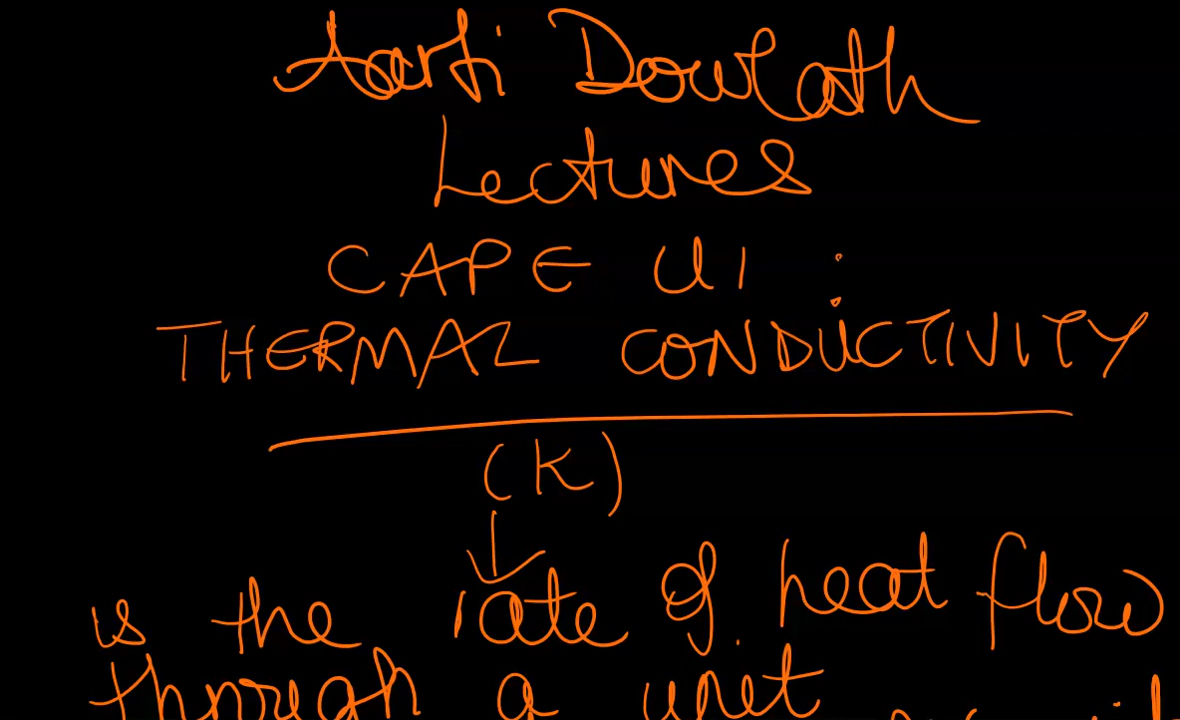 Aarti Dowlath
Lectures
CAPE U1 :
THERMAL CONDUCTIVITY
(K)
is the rate of heat flow
through a unit